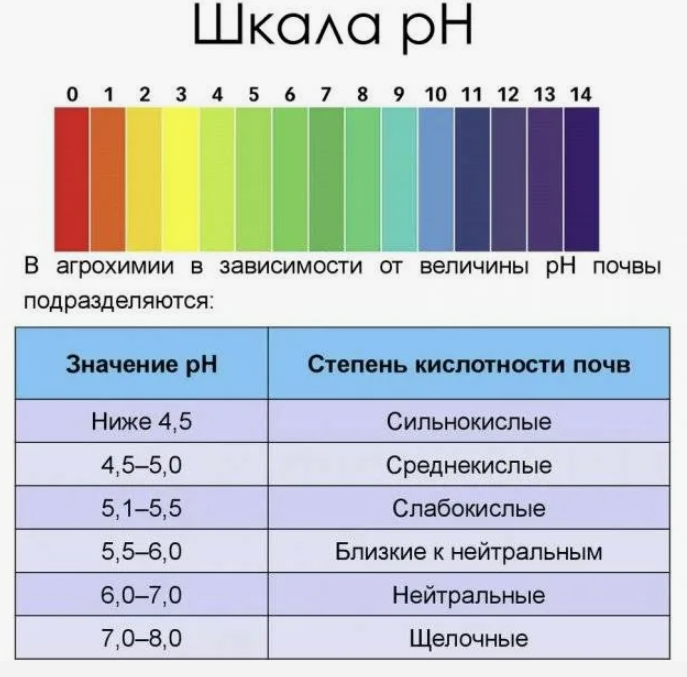 Шкала pH
0 1 2 3 4 5 6 7 8 9 10 11 12 13 14
В агрохимии в зависимости от величины pH почвы
подразделяются:
Значение pH Степень кислотности почв
Ниже 4,5 Сильнокислые
4,5–5,0 Среднекислые
5,1–5,5 Слабокислые
5,5–6,0 Близкие к нейтральным
6,0–7,0 Нейтральные
7,0–8,0 Щелочные